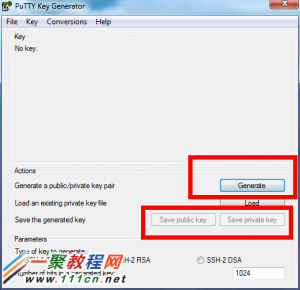 PuTTY Key Generator
File Key Conversions Help
Key
No key.
Actions
Generate a public/private key pair Generate
Load an existing private key file Load
Save the generated key Save public key Save private key
Parameters
Type of key to generate:
SSH-2 RSA SSH-2 DSA
Number of bits in a generated key: 1024
一聚教程网
www.111cn.net